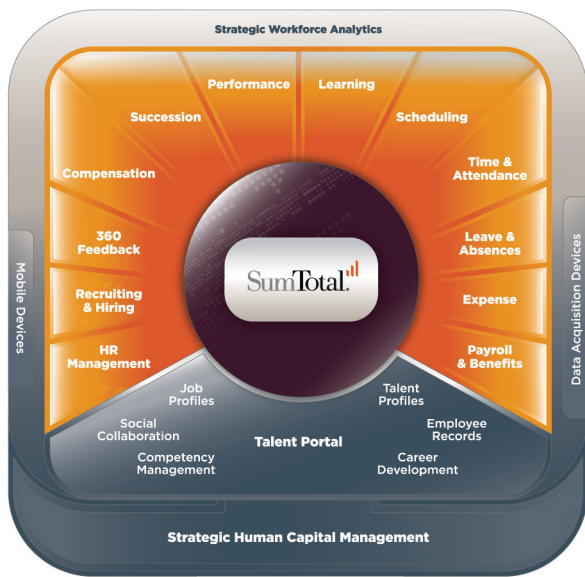 Strategic Workforce Analytics
Performance
Learning
Succession
Scheduling
Compensation
Time &
Attendance
360
Feedback
Leave &
Absences
Recruiting
& Hiring
Expense
HR
Management
Payroll
& Benefits
SumTotal.
Mobile Devices
Data Acquisition Devices
Job
Profiles
Talent
Profiles
Social
Collaboration
Employee
Records
Talent Portal
Competency
Management
Career
Development
Strategic Human Capital Management